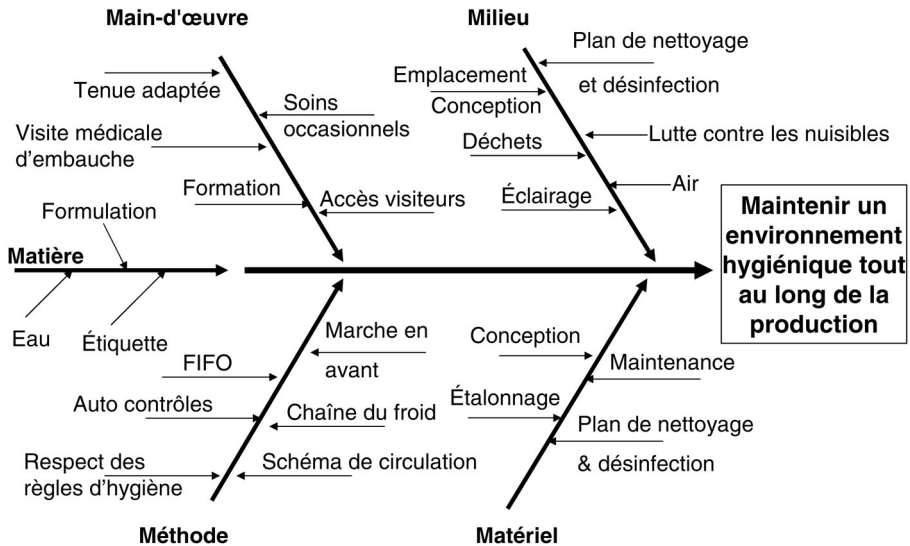 Main-d'œuvre
Milieu
Tenue adaptée
Soins
occasionnels
Visite médicale
d'embauche
Formation
Accès visiteurs
Plan de nettoyage
et désinfection
Emplacement
Conception
Lutte contre les nuisibles
Déchets
Air
Éclairage
Formulation
Matière
Eau
Étiquette
Maintenir un
environnement
hygiénique tout
au long de la
production
Marche en
avant
FIFO
Auto contrôles
Chaîne du froid
Respect des
règles d'hygiène
Schéma de circulation
Conception
Maintenance
Étalonnage
Plan de nettoyage
& désinfection
Méthode
Matériel